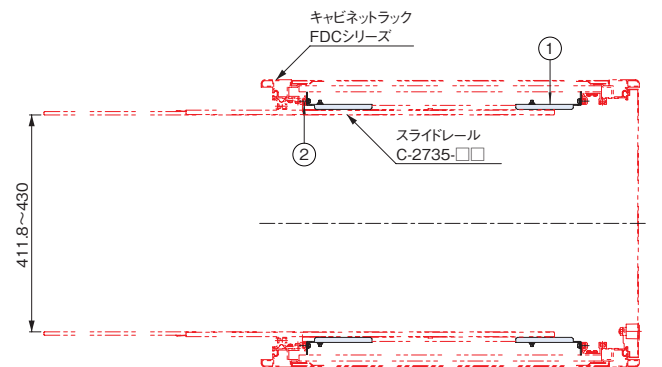 キャビネットラック
FDCシリーズ
1
スライドレール
C-2735-□□
2
411.8〜430